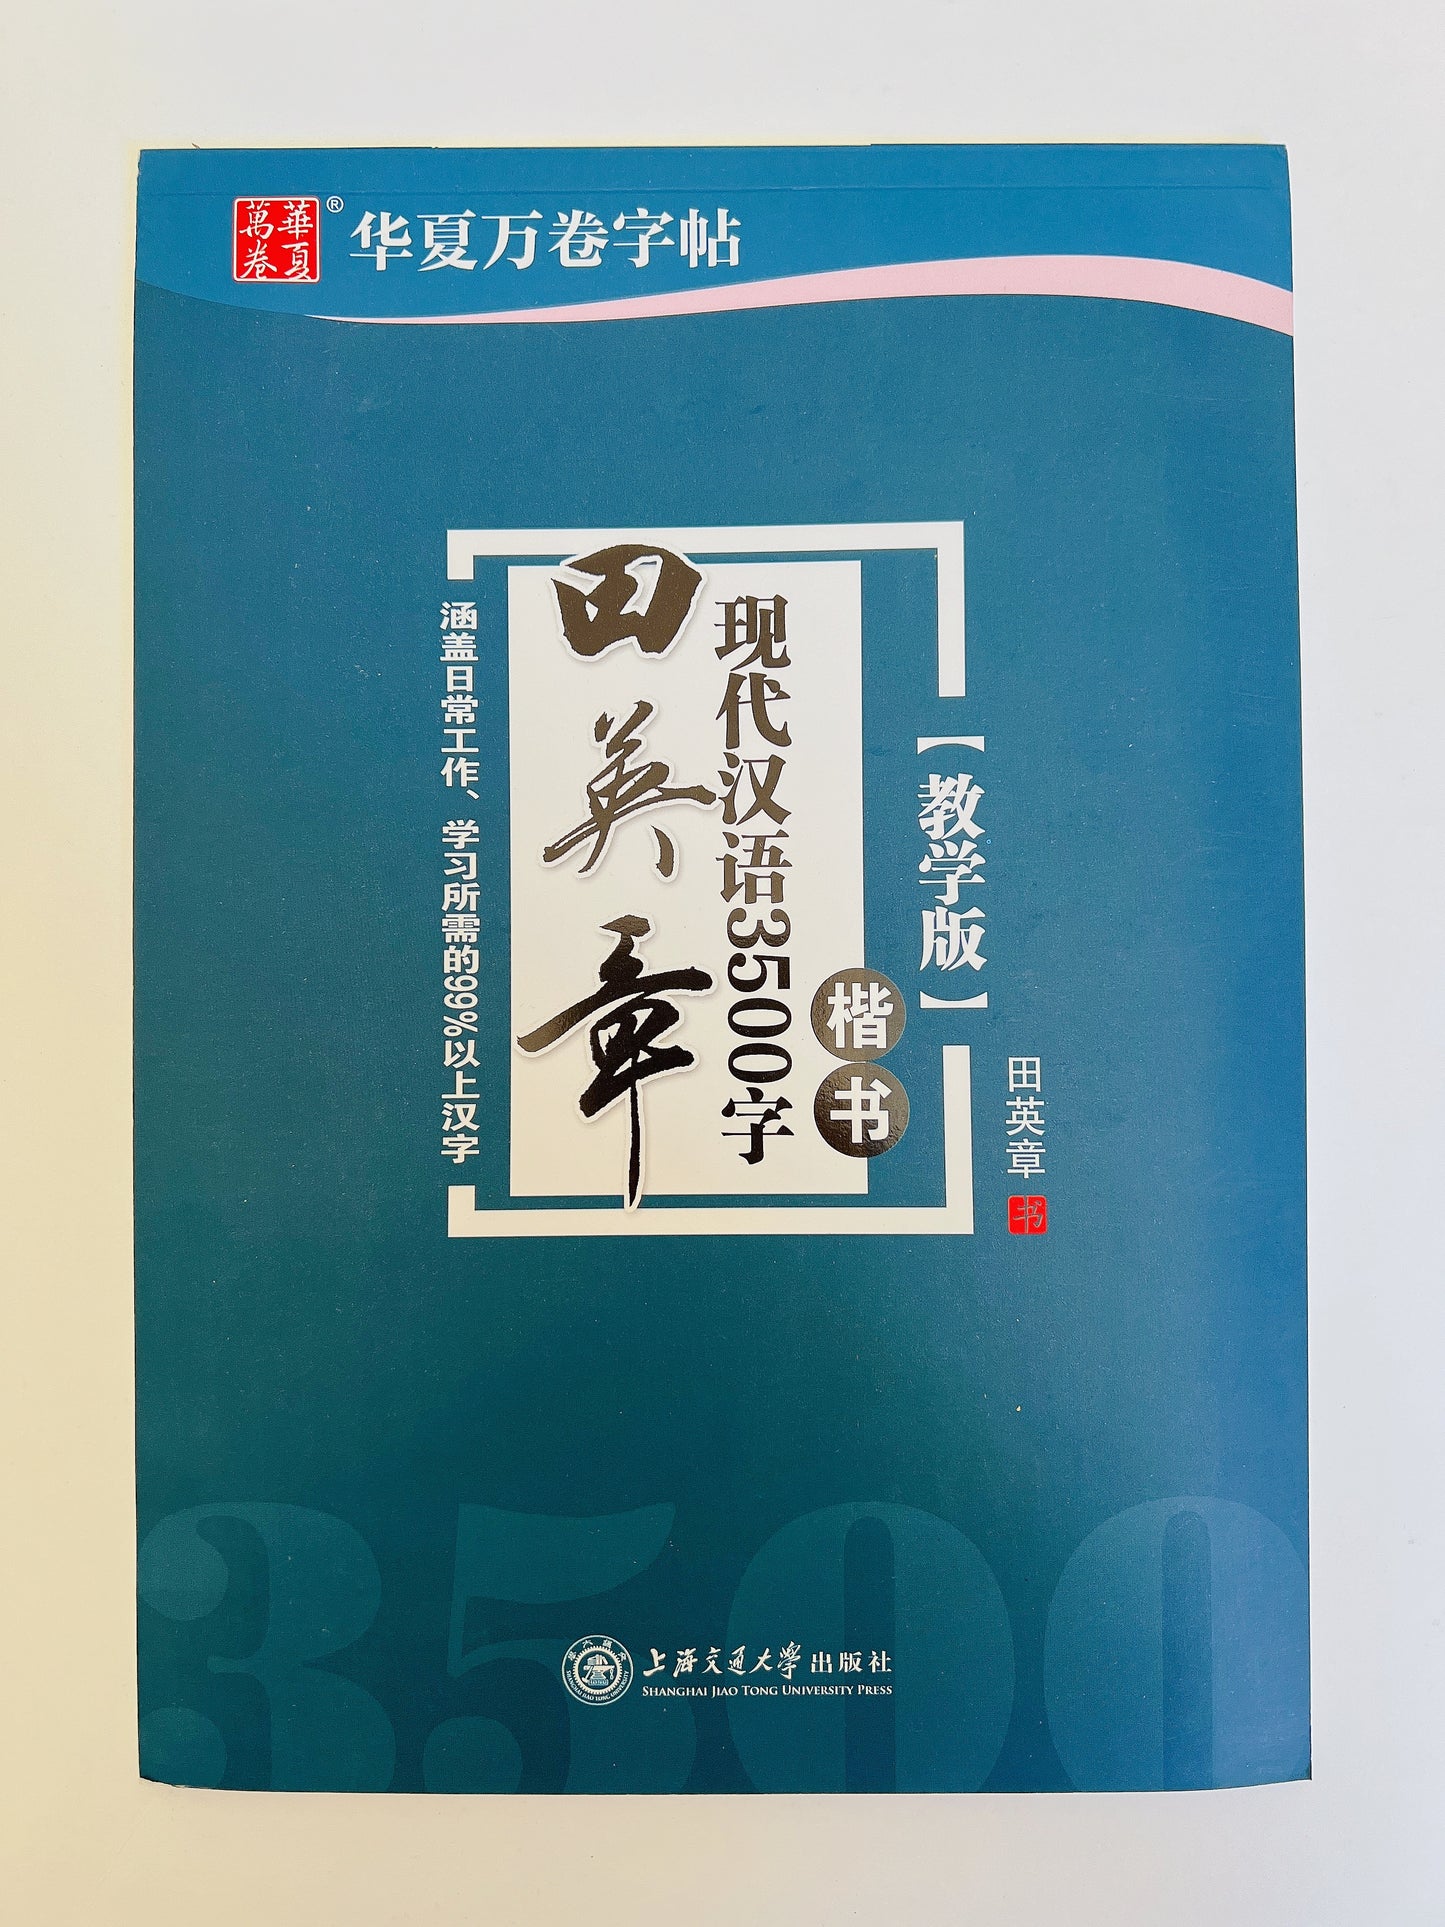 華夏
萬卷
®
华夏万卷字帖
【教学版】
田英章
书
楷书
现代汉语3500字
田英章
涵盖日常工作、学习所需的99%以上汉字
3500
上海交通大学出版社
SHANGHAI JIAO TONG UNIVERSITY PRESS